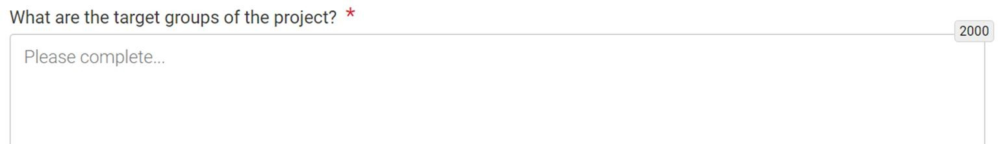 What are the target groups of the project? *
2000
Please complete...